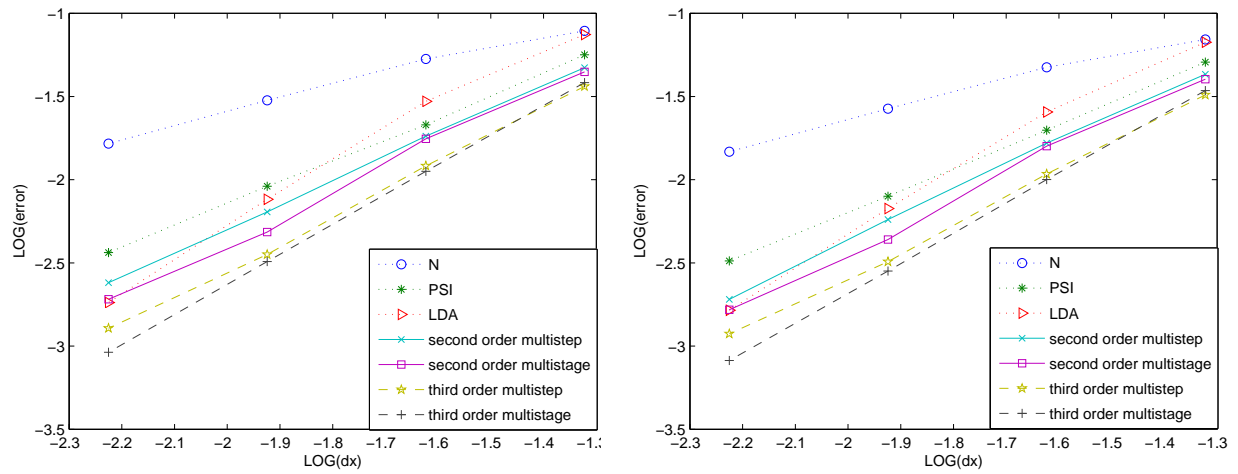 −1
−1.5
−2
−2.5
−3
−3.5
LOG(error)
−2.3
−2.2
−2.1
−2
−1.9
−1.8
−1.7
−1.6
−1.5
−1.4
−1.3
LOG(dx)
N
PSI
LDA
second order multistep
second order multistage
third order multistep
third order multistage
−1
−1.5
−2
−2.5
−3
−3.5
LOG(error)
−2.3
−2.2
−2.1
−2
−1.9
−1.8
−1.7
−1.6
−1.5
−1.4
−1.3
LOG(dx)
N
PSI
LDA
second order multistep
second order multistage
third order multistep
third order multistage